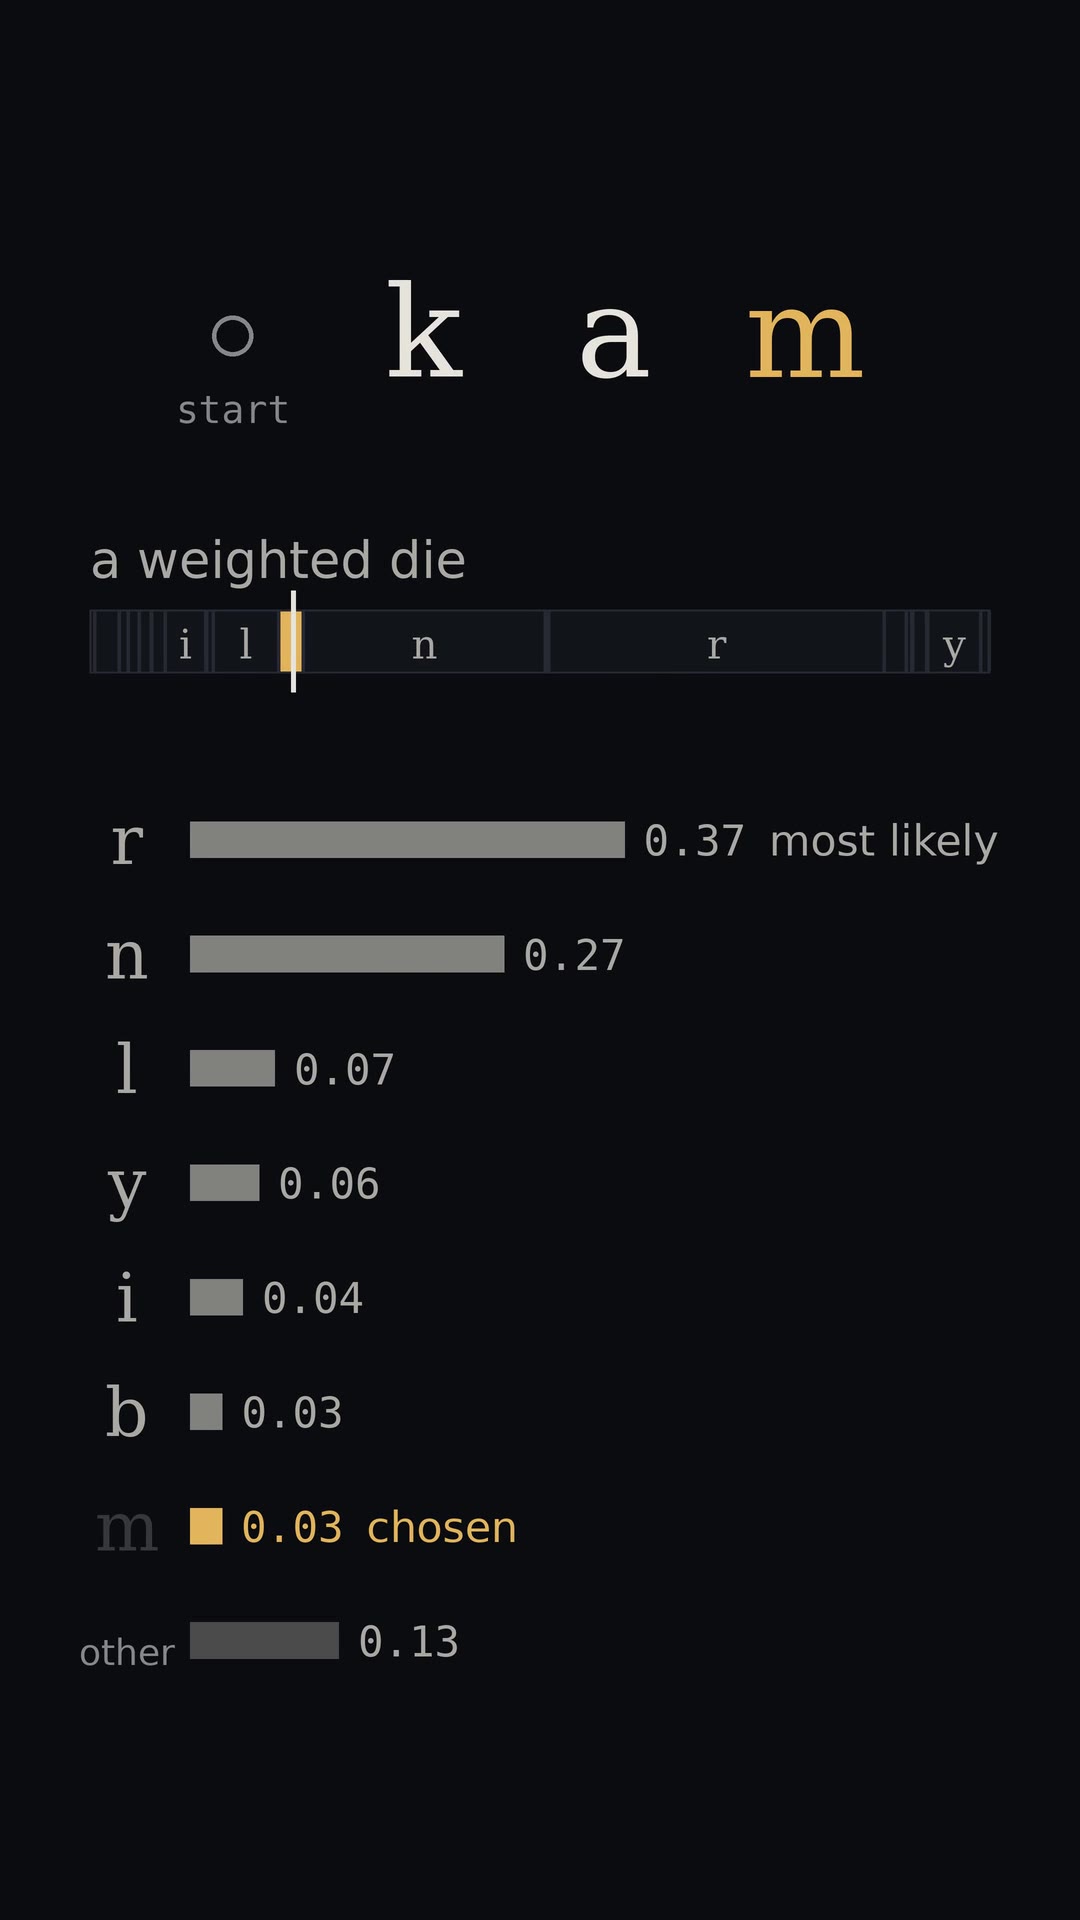 k a m
start
a weighted die
i l n r y
r 0.37 most likely
n 0.27
l 0.07
y 0.06
i 0.04
b 0.03
m 0.03 chosen
other 0.13